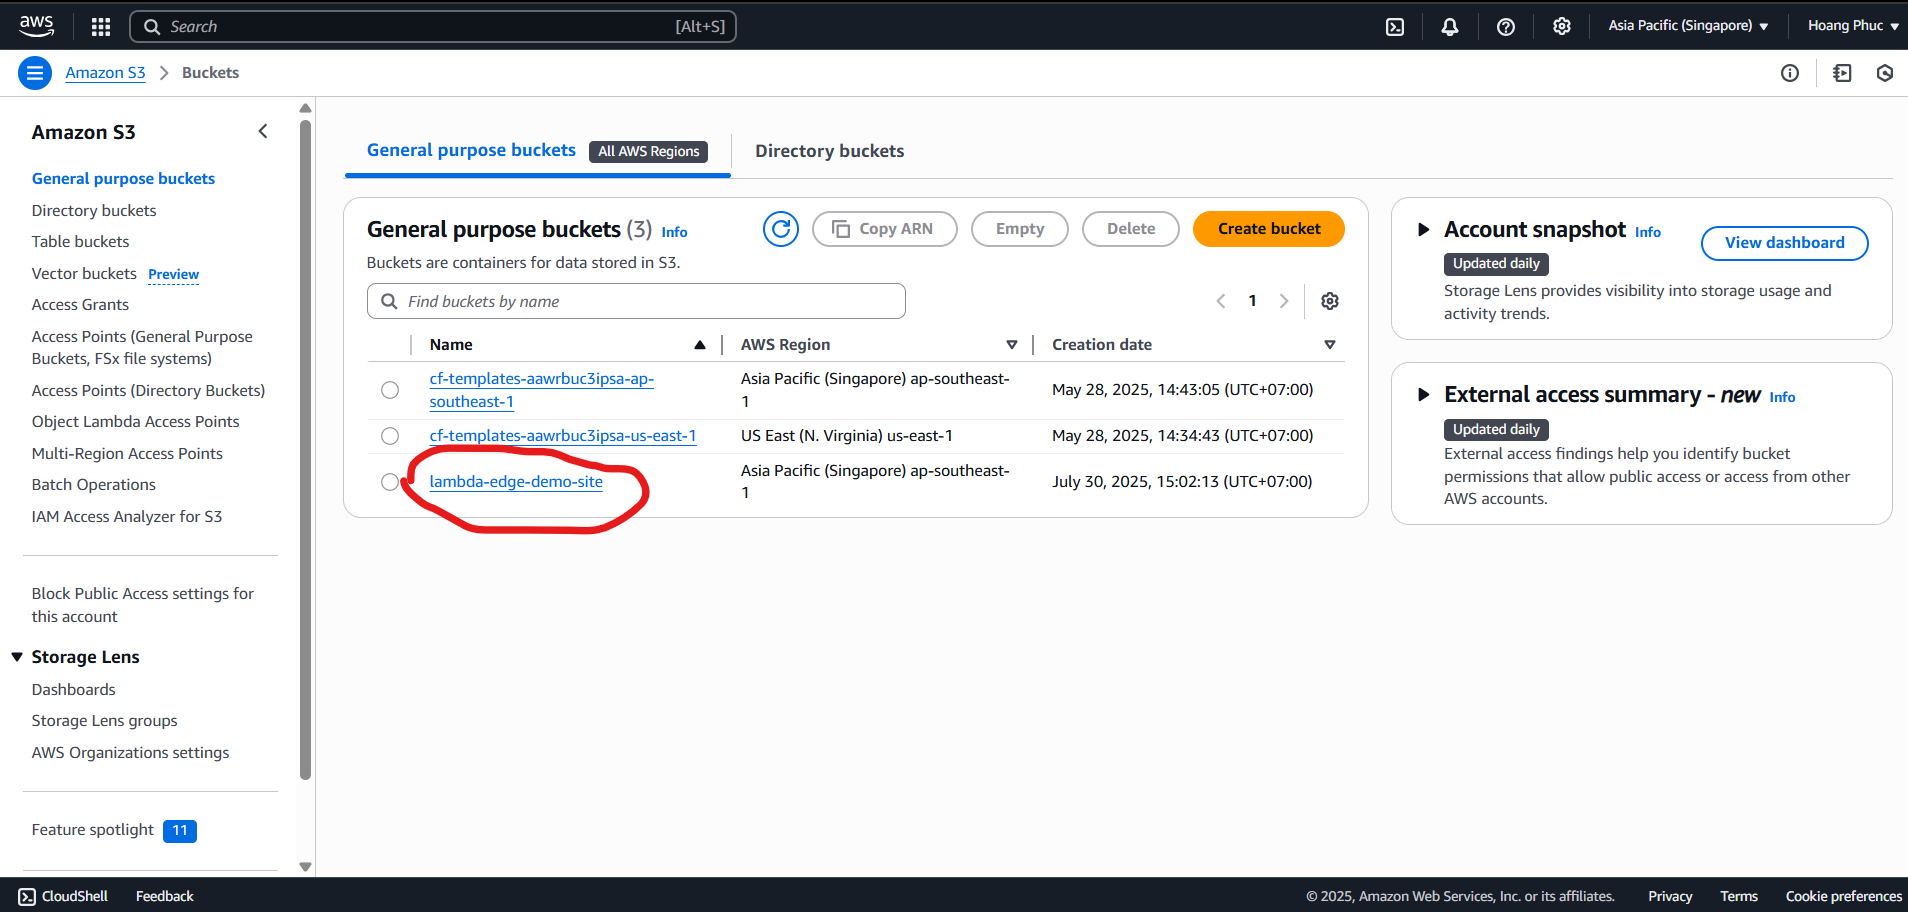 aws
Search [Alt+S]
Asia Pacific (Singapore)
Hoang Phuc
Amazon S3
Buckets
Amazon S3
General purpose buckets
Directory buckets
Table buckets
Vector buckets Preview
Access Grants
Access Points (General Purpose
Buckets, FSx file systems)
Access Points (Directory Buckets)
Object Lambda Access Points
Multi-Region Access Points
Batch Operations
IAM Access Analyzer for S3
Block Public Access settings for
this account
Storage Lens
Dashboards
Storage Lens groups
AWS Organizations settings
Feature spotlight 11
General purpose buckets All AWS Regions
Directory buckets
General purpose buckets (3) Info
Copy ARN
Empty
Delete
Create bucket
Buckets are containers for data stored in S3.
Find buckets by name
1
Name
AWS Region
Creation date
cf-templates-aawrbuc3ipsa-ap-
southeast-1
Asia Pacific (Singapore) ap-southeast-
1
May 28, 2025, 14:43:05 (UTC+07:00)
cf-templates-aawrbuc3ipsa-us-east-1
US East (N. Virginia) us-east-1
May 28, 2025, 14:34:43 (UTC+07:00)
lambda-edge-demo-site
Asia Pacific (Singapore) ap-southeast-
1
July 30, 2025, 15:02:13 (UTC+07:00)
Account snapshot Info
View dashboard
Updated daily
Storage Lens provides visibility into storage usage and
activity trends.
External access summary - new Info
Updated daily
External access findings help you identify bucket
permissions that allow public access or access from other
AWS accounts.
CloudShell
Feedback
© 2025, Amazon Web Services, Inc. or its affiliates.
Privacy
Terms
Cookie preferences